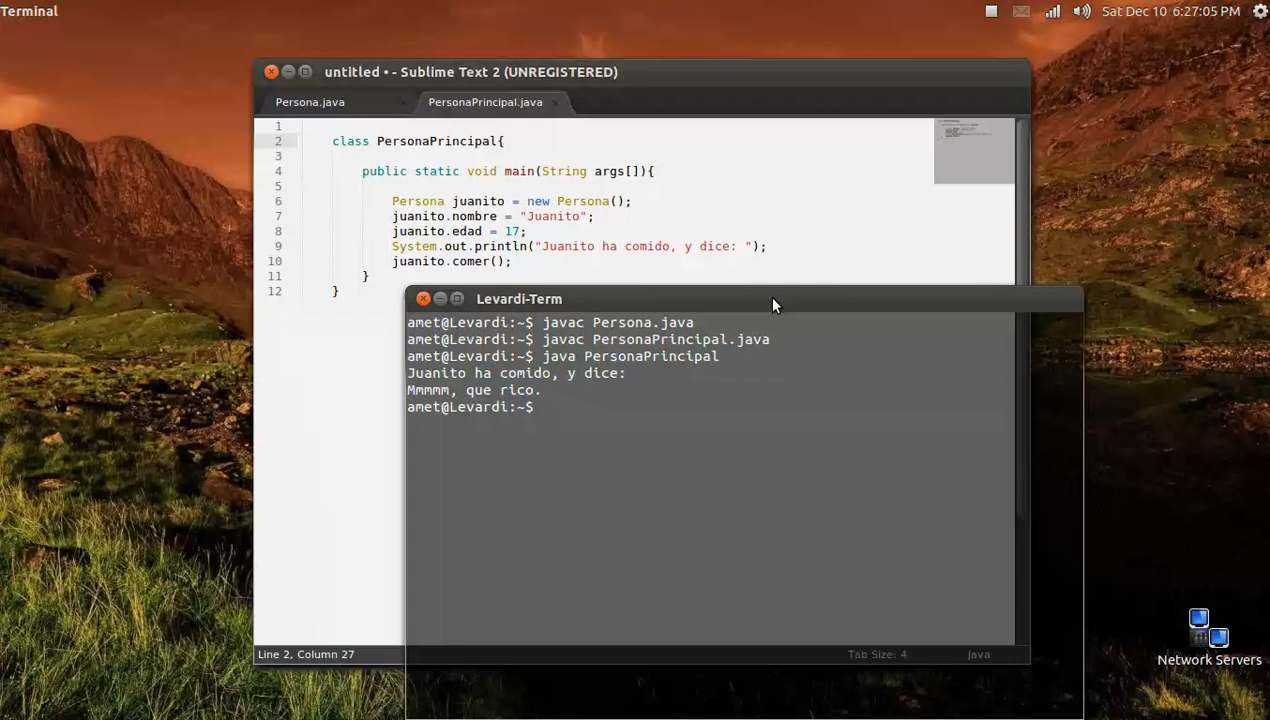 Terminal
Sat Dec 10 6:27:05 PM
untitled • - Sublime Text 2 (UNREGISTERED)
Persona.java
PersonaPrincipal.java
1
2 class PersonaPrincipal{
3
4 public static void main(String args[]){
5
6 Persona juanito = new Persona();
7 juanito.nombre = "Juanito";
8 juanito.edad = 17;
9 System.out.println("Juanito ha comido, y dice: ");
10 juanito.comer();
11 }
12 }
Levardi-Term
amet@Levardi:~$ javac Persona.java
amet@Levardi:~$ javac PersonaPrincipal.java
amet@Levardi:~$ java PersonaPrincipal
Juanito ha comido, y dice:
Mmmmm, que rico.
amet@Levardi:~$
Line 2, Column 27
Tab Size: 4
Java
Network Servers